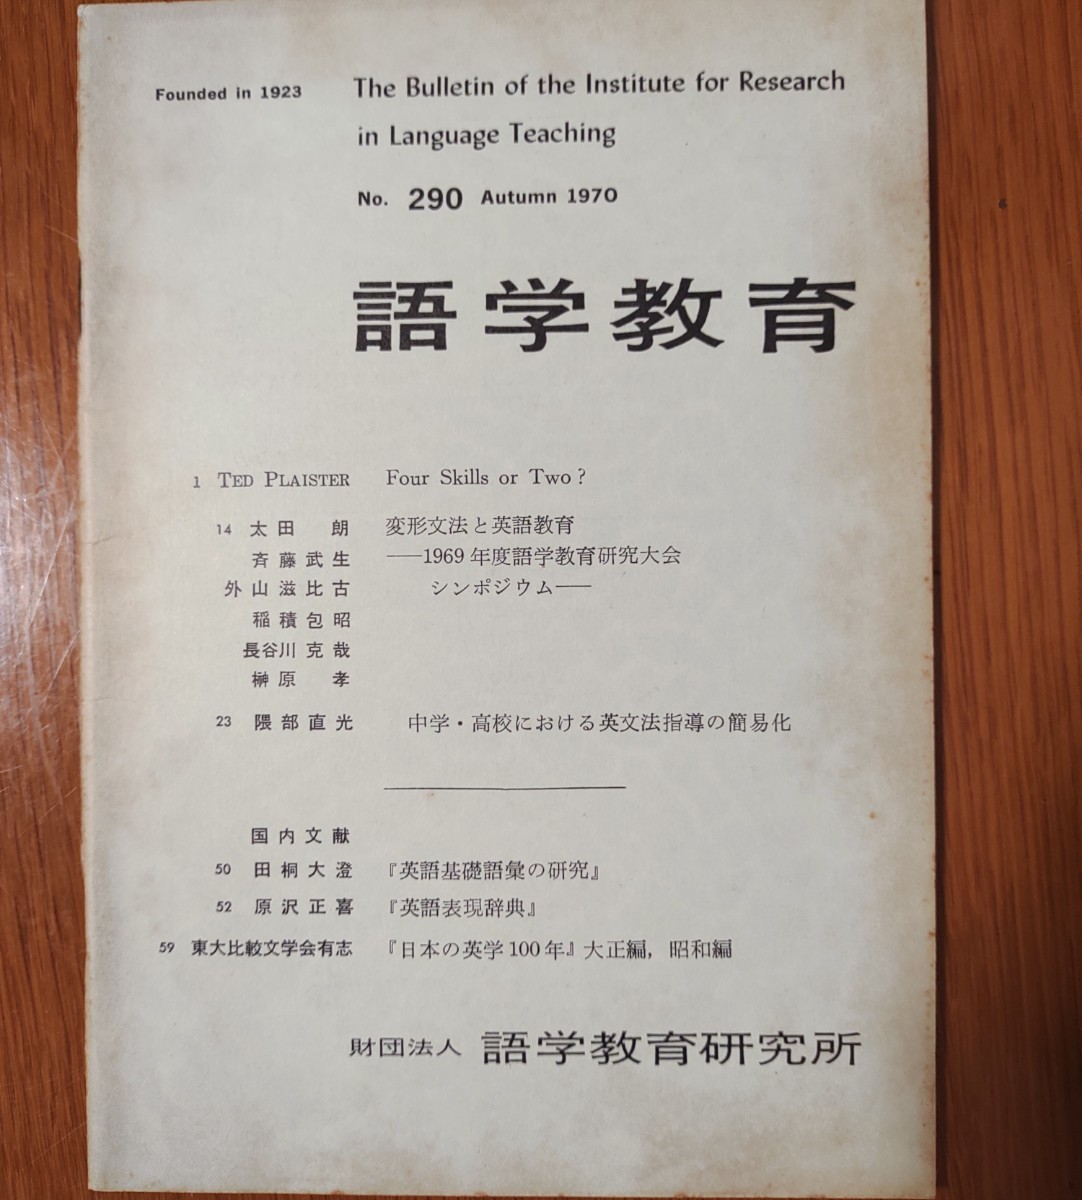 Founded in 1923
The Bulletin of the Institute for Research
in Language Teaching
No. 290 Autumn 1970
語学教育
1 TED PLAISTER Four Skills or Two?
14 太田 朗 変形文法と英語教育
斉藤武生 ——1969年度語学教育研究大会
外山滋比古 シンポジウム——
稲積包昭
長谷川克哉
榊原 孝
23 隈部直光 中学・高校における英文法指導の簡易化
国内文献
50 田桐大澄 『英語基礎語彙の研究』
52 原沢正喜 『英語表現辞典』
59 東大比較文学会有志 『日本の英学100年』大正編，昭和編
財団法人 語学教育研究所